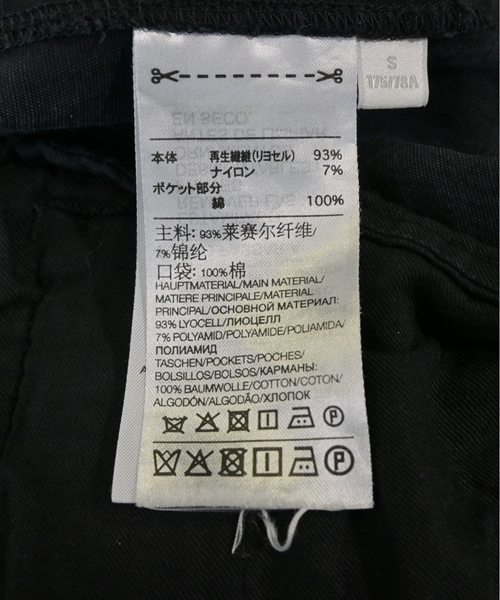 S
175/78A
本体 再生繊維(リヨセル) 93%
ナイロン 7%
ポケット部分
綿 100%
主料: 93%莱赛尔纤维/
7%锦纶
口袋: 100%棉
HAUPTMATERIAL/MAIN MATERIAL/
MATIERE PRINCIPALE/MATERIAL
PRINCIPAL/ОСНОВНОЙ МАТЕРИАЛ:
93% LYOCELL/ЛИОЦЕЛЛ
7% POLYAMID/POLYAMIDE/POLIAMIDA/
ПОЛИАМИД
TASCHEN/POCKETS/POCHES/
BOLSILLOS/BOLSOS/КАРМАНЫ:
100% BAUMWOLLE/COTTON/COTON/
ALGODÓN/ALGODÃO/ХЛОПОК